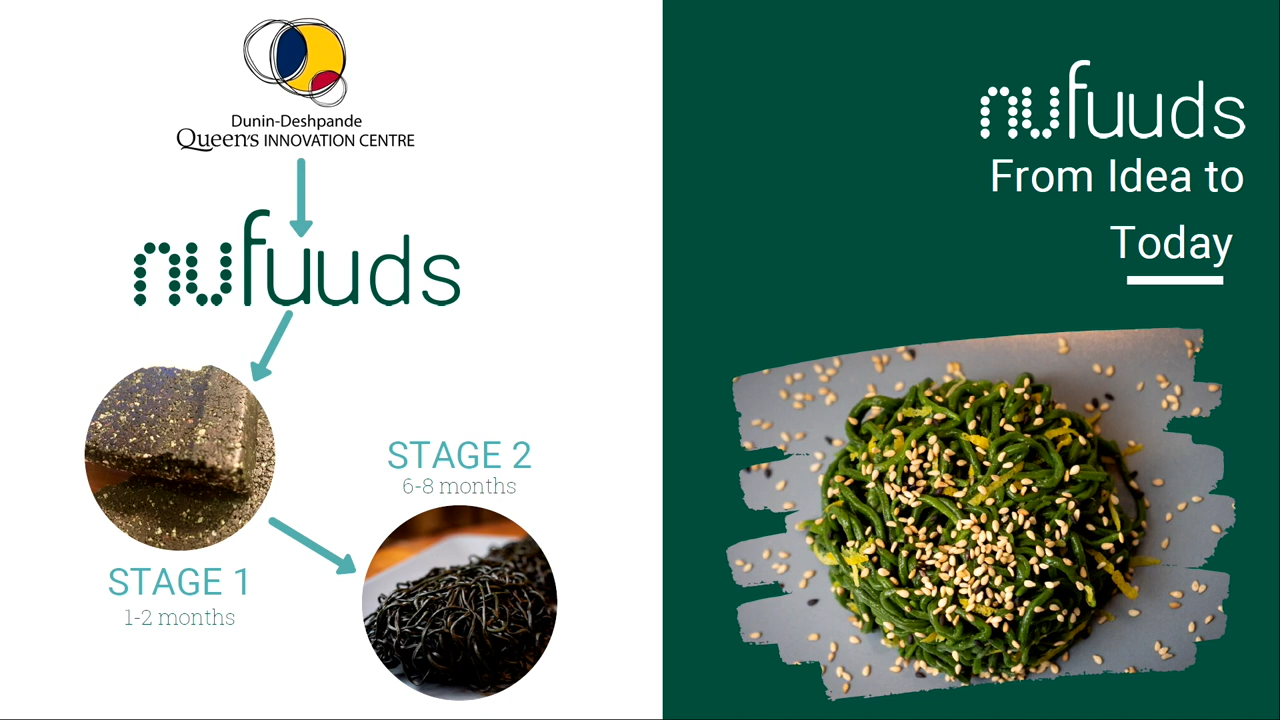 Dunin-Deshpande
Queen's INNOVATION CENTRE
nufuuds
STAGE 2
6-8 months
STAGE 1
1-2 months
nufuuds
From Idea to
Today